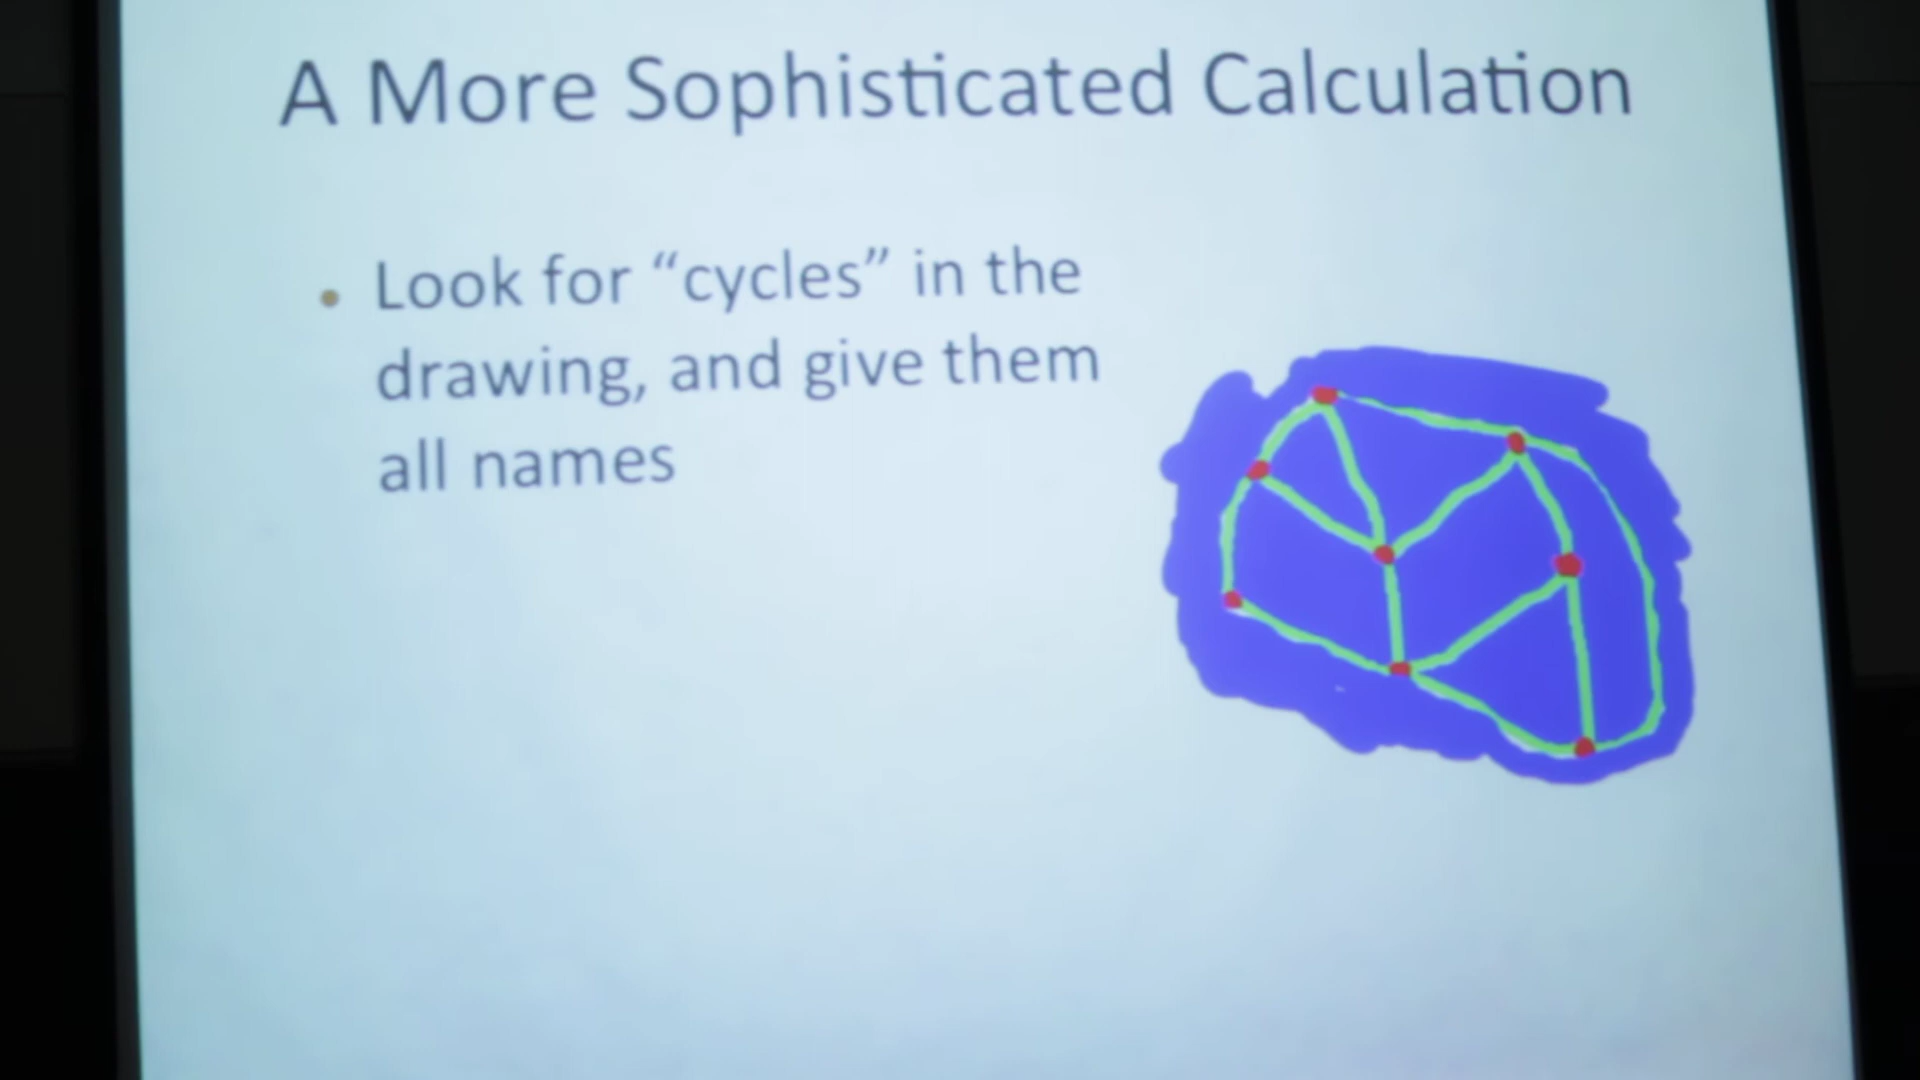 A More Sophisticated Calculation
• Look for “cycles” in the
drawing, and give them
all names